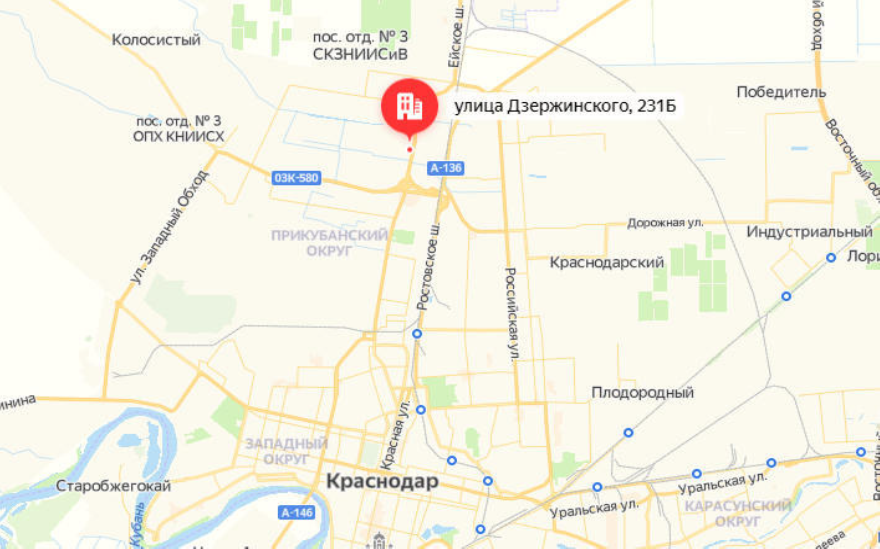 Колосистый
пос. отд. № 3
СКЗНИИСиВ
Ейское ш.
улица Дзержинского, 231Б
Победитель
пос. отд. № 3
ОПХ КНИИСХ
А-136
03К-580
ул. Западный Обход
ПРИКУБАНСКИЙ
ОКРУГ
Ростовское ш.
Дорожная ул.
Индустриальный
Краснодарский
Российская ул.
Плодородный
Красная ул.
ЗАПАДНЫЙ
ОКРУГ
Краснодар
Старобжегокай
А-146
Кубань
Уральская ул.
Уральская ул.
КАРАСУНСКИЙ
ОКРУГ